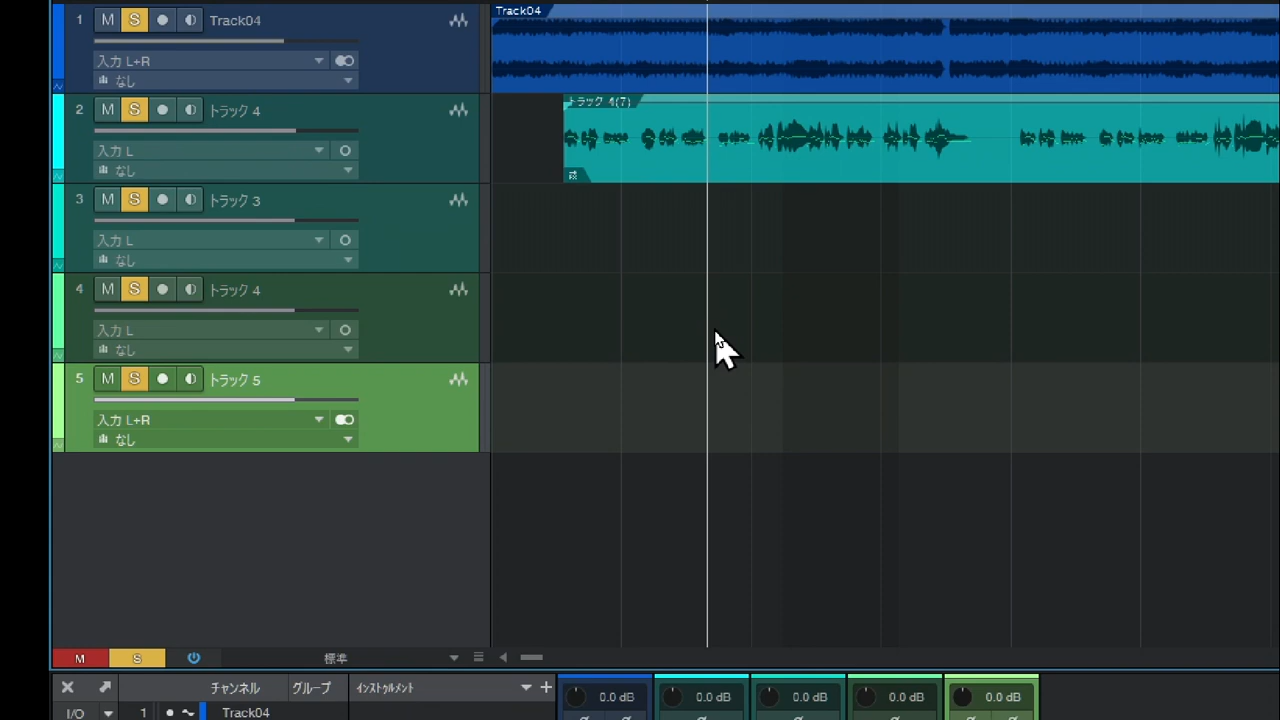 1 M S Track04
入力 L+R
なし
2 M S トラック 4
入力 L
なし
3 M S トラック 3
入力 L
なし
4 M S トラック 4
入力 L
なし
5 M S トラック 5
入力 L+R
なし
Track04
トラック 4(7)
M S 標準
チャンネル グループ インストゥルメント
0.0 dB 0.0 dB 0.0 dB 0.0 dB 0.0 dB
I/O 1 Track04